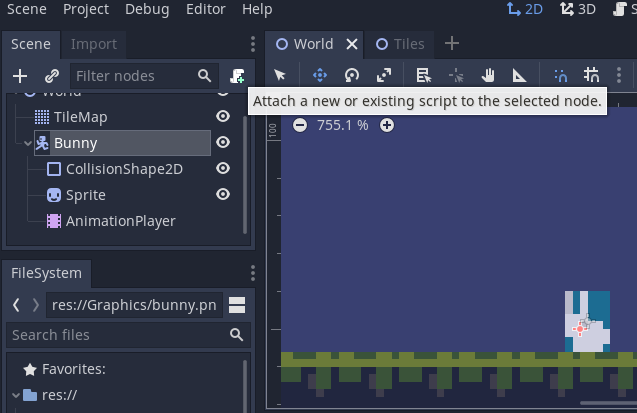 Scene Project Debug Editor Help 2D 3D S
Scene Import World Tiles
Filter nodes
World
Attach a new or existing script to the selected node.
TileMap
100
755.1 %
Bunny
CollisionShape2D
Sprite
AnimationPlayer
FileSystem
res://Graphics/bunny.pn
Search files
Favorites:
res://